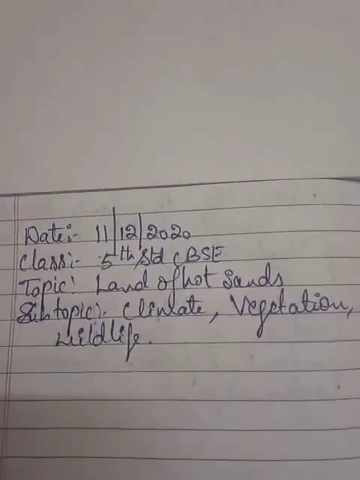 Date:- 11/12/2020
Class:- 5th Std CBSE
Topic: Land of hot Sands
Subtopic:- Climate, Vegetation,
Wildlife.